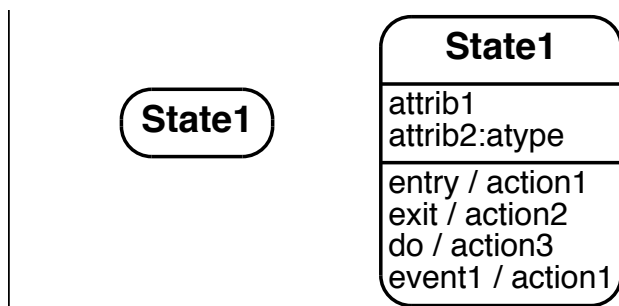 State1
State1
attrib1
attrib2:atype
entry / action1
exit / action2
do / action3
event1 / action1